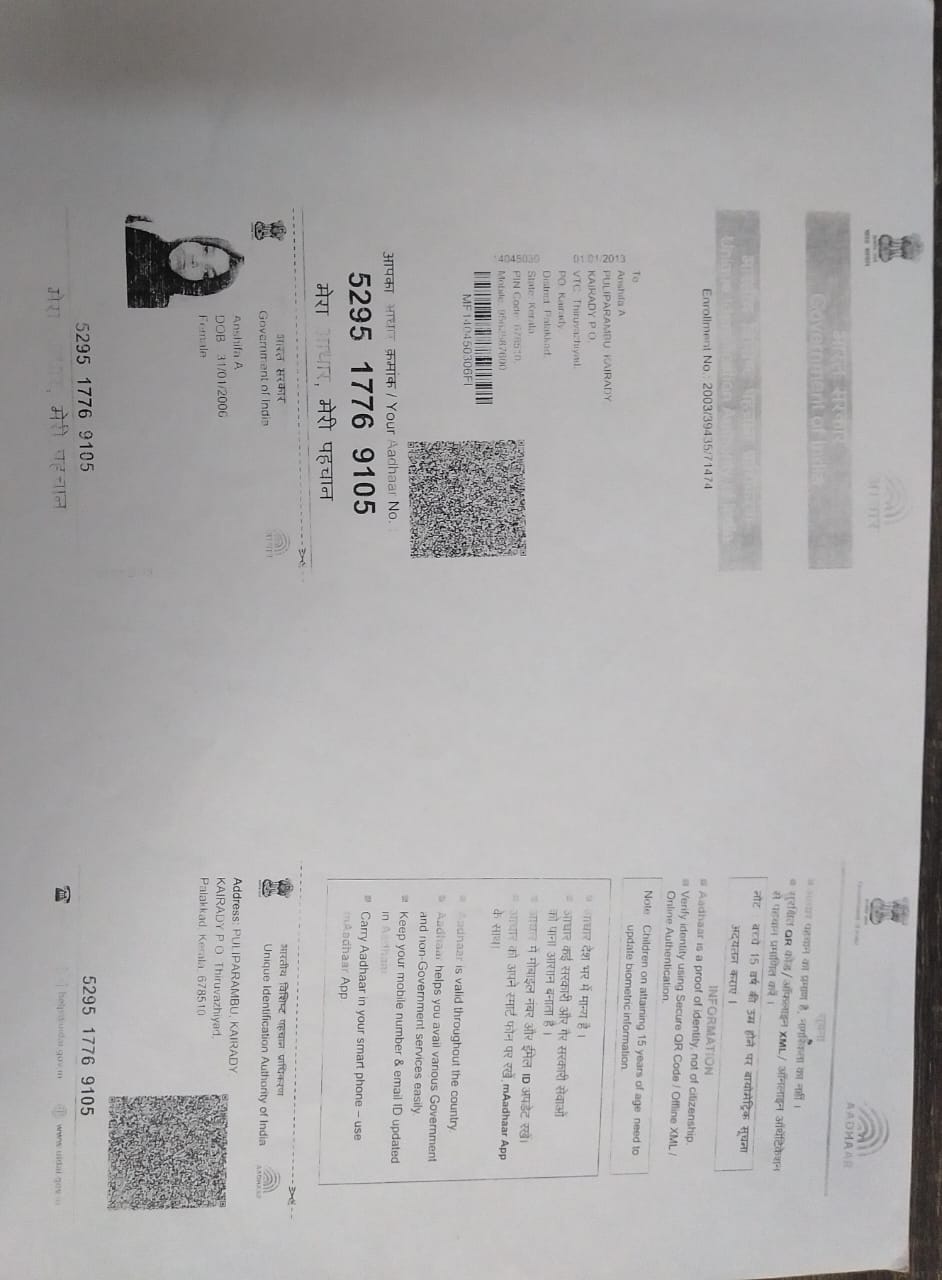 भारत सरकार
Government of India
Enrollment No.: 2003/39435/71474
01/01/2013
To
Anshifa A
PULIPARAMBU, KAIRADY
KAIRADY P.O
VTC: Thiruvazhiyad,
PO: Kairady
District: Palakkad
State: Kerala
PIN Code: 678510
Mobile:
14045030
MF140450306FI
आपका आधार क्रमांक / Your Aadhaar No. :
5295 1776 9105
मेरा आधार, मेरी पहचान
भारत सरकार
Government of India
Anshifa A
DOB: 31/01/2006
Female
5295 1776 9105
मेरा आधार, मेरी पहचान
AADHAAR
सूचना
आधार पहचान का प्रमाण है, नागरिकता का नहीं ।
सुरक्षित QR कोड / ऑफलाइन XML / ऑनलाइन ऑथेंटिकेशन
से पहचान प्रमाणित करें ।
नोट बच्चे 15 वर्ष की उम्र होने पर बायोमेट्रिक सूचना
अद्यतन कराए ।
INFORMATION
Aadhaar is a proof of identity, not of citizenship.
Verify identity using Secure QR Code / Offline XML /
Online Authentication.
Note : Children on attaining 15 years of age need to
update biometric information.
आधार देश भर में मान्य है ।
आधार कई सरकारी और गैर सरकारी सेवाओं
को पाना आसान बनाता है ।
आधार में मोबाइल नंबर और ईमेल ID अपडेट रखें।
आधार को अपने स्मार्ट फोन पर रखें, mAadhaar App
के साथ।
Aadhaar is valid throughout the country.
Aadhaar helps you avail various Government
and non-Government services easily.
Keep your mobile number & email ID updated
in Aadhaar.
Carry Aadhaar in your smart phone – use
mAadhaar App.
भारतीय विशिष्ट पहचान प्राधिकरण
Unique Identification Authority of India
AADHAAR
Address: PULIPARAMBU, KAIRADY
KAIRADY P.O, Thiruvazhiyad,
Palakkad, Kerala, 678510
5295 1776 9105
help@uidai.gov.in
www.uidai.gov.in